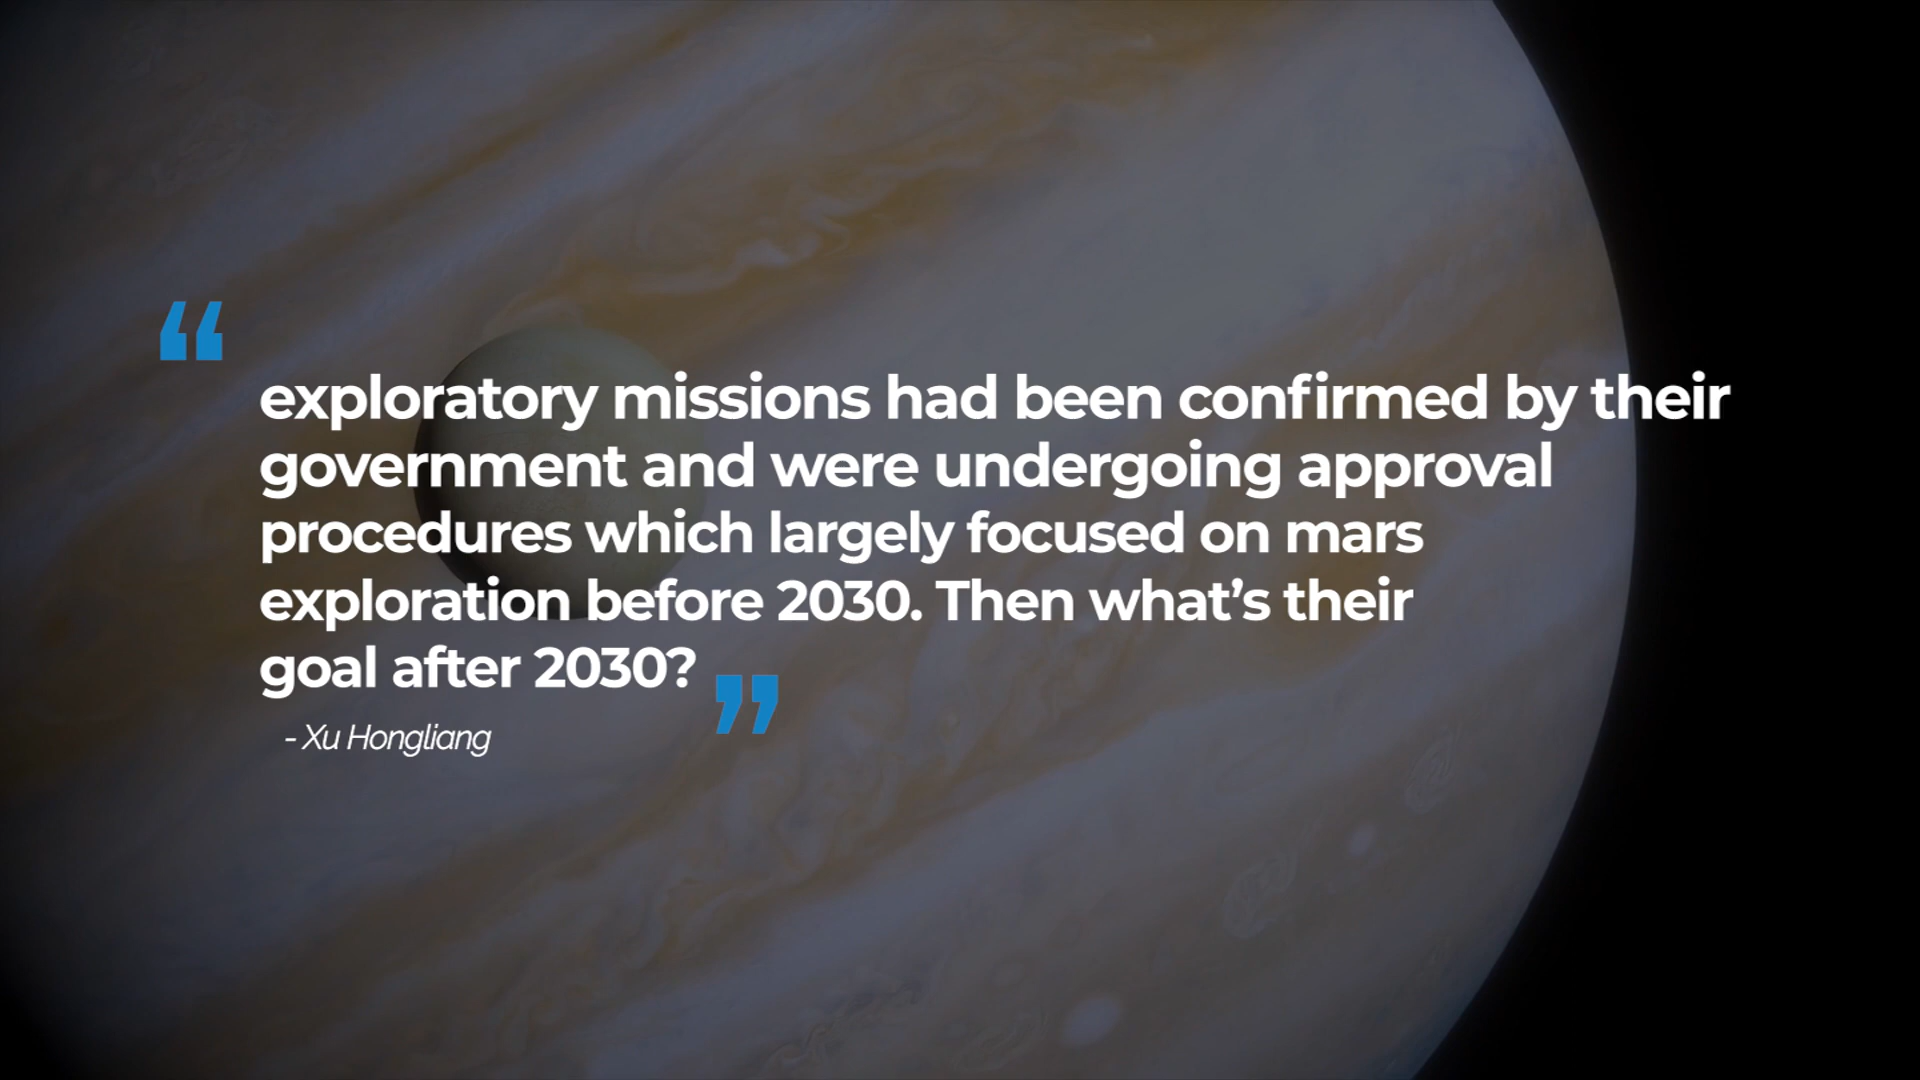 “
exploratory missions had been confirmed by their
government and were undergoing approval
procedures which largely focused on mars
exploration before 2030. Then what’s their
goal after 2030?
”
- Xu Hongliang